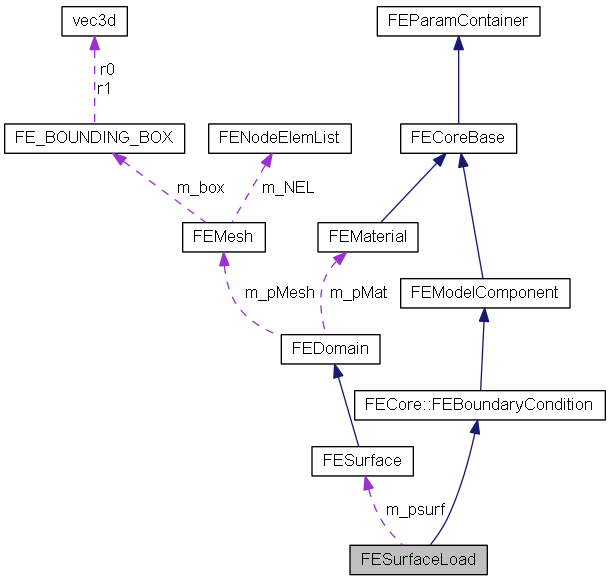 vec3d
FEParamContainer
r0
r1
FE_BOUNDING_BOX
FENodeElemList
FECoreBase
m_box
m_NEL
FEMesh
FEMaterial
m_pMesh
m_pMat
FEModelComponent
FEDomain
FECore::FEBoundaryCondition
FESurface
m_psurf
FESurfaceLoad